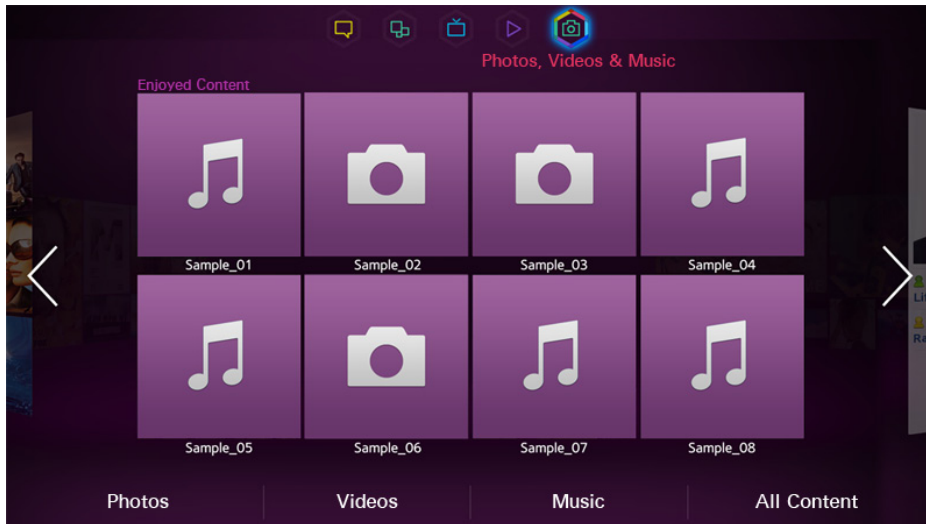 Photos, Videos & Music
Enjoyed Content
Sample_01 Sample_02 Sample_03 Sample_04
Sample_05 Sample_06 Sample_07 Sample_08
Photos Videos Music All Content